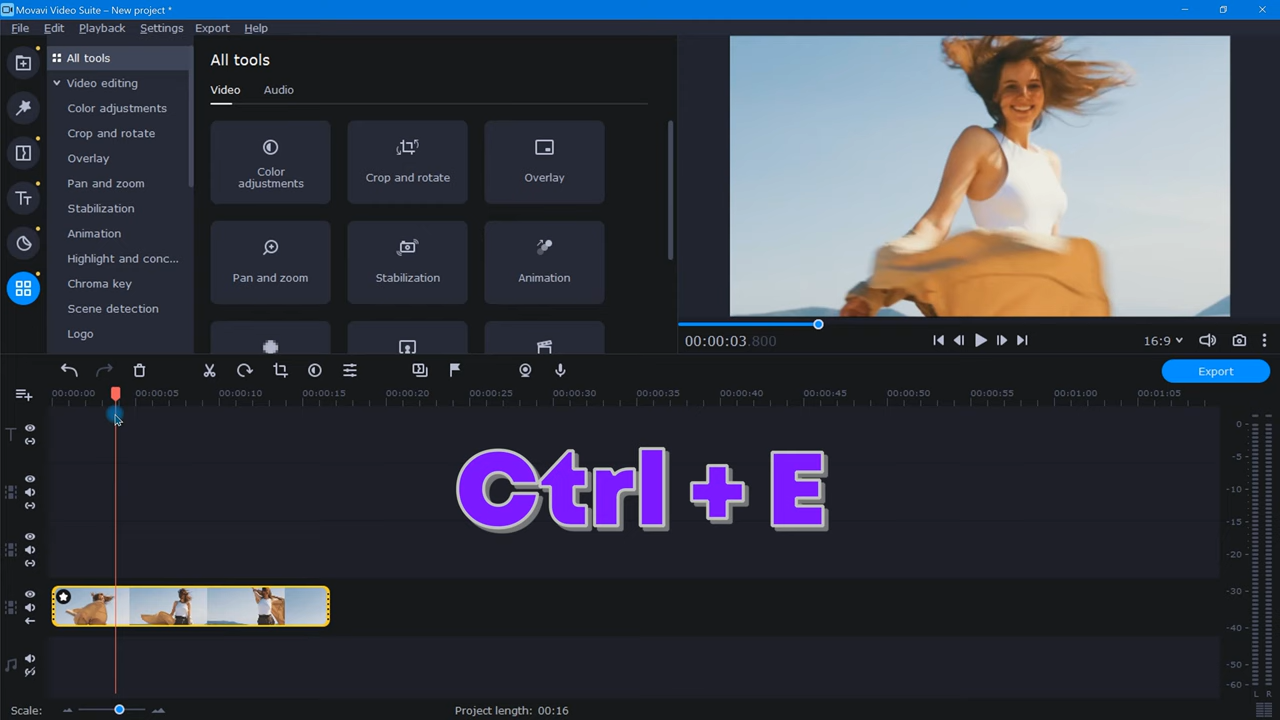 Movavi Video Suite – New project *
File Edit Playback Settings Export Help
All tools
Video editing
Color adjustments
Crop and rotate
Overlay
Pan and zoom
Stabilization
Animation
Highlight and conc...
Chroma key
Scene detection
Logo
All tools
Video Audio
Color
adjustments
Crop and rotate
Overlay
Pan and zoom
Stabilization
Animation
00:00:03.800
16:9
Export
00:00:00 00:00:05 00:00:10 00:00:15 00:00:20 00:00:25 00:00:30 00:00:35 00:00:40 00:00:45 00:00:50 00:00:55 00:01:00 00:01:05
Ctrl + E
0
-5
-10
-15
-20
-30
-40
-50
-60
L R
Scale:
Project length: 00:16